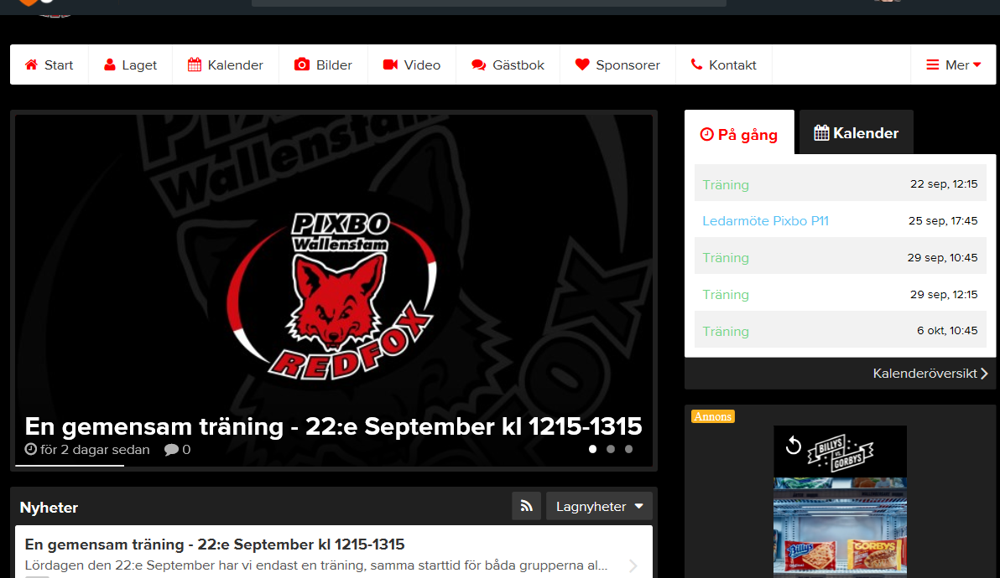 Start Laget Kalender Bilder Video Gästbok Sponsorer Kontakt Mer
PIXBO
Wallenstam
PIXBO
Wallenstam
REDFOX
FOX
En gemensam träning - 22:e September kl 1215-1315
för 2 dagar sedan 0
På gång Kalender
Träning 22 sep, 12:15
Ledarmöte Pixbo P11 25 sep, 17:45
Träning 29 sep, 10:45
Träning 29 sep, 12:15
Träning 6 okt, 10:45
Kalenderöversikt
Annons
BILLYS
VS.
GORBYS
Billys
Original
GORBYS
Nyheter Lagnyheter
En gemensam träning - 22:e September kl 1215-1315
Lördagen den 22:e September har vi endast en träning, samma starttid för båda grupperna al...